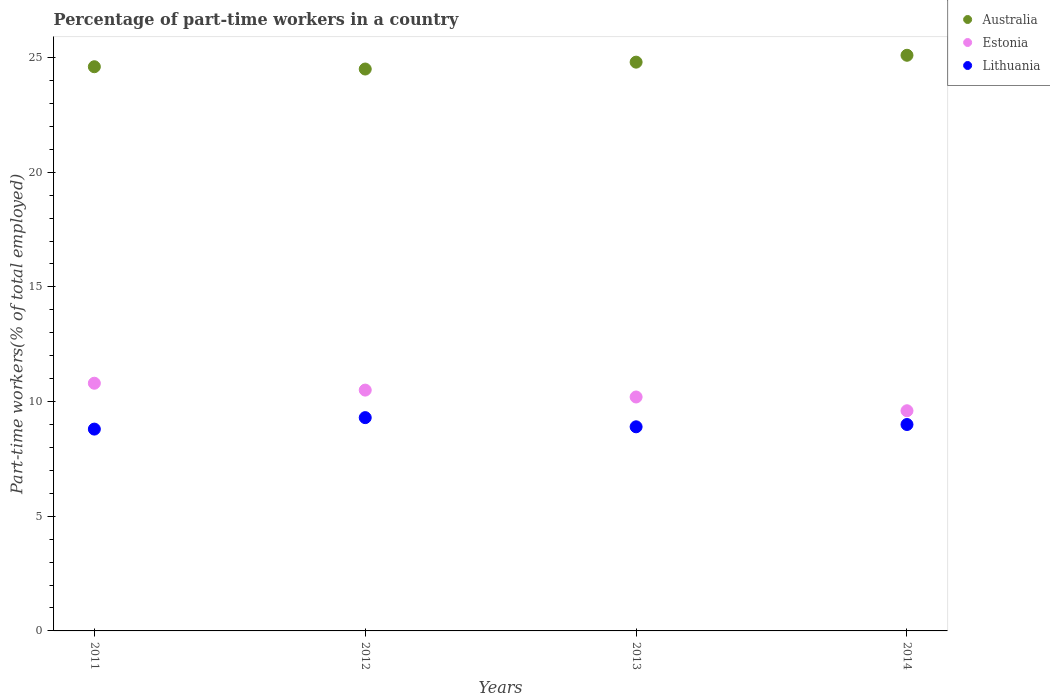 Percentage of part-time workers in a country
Australia
Estonia
Lithuania
Part-time workers(% of total employed)
25
20
15
10
5
0
2011
2012
2013
2014
Years